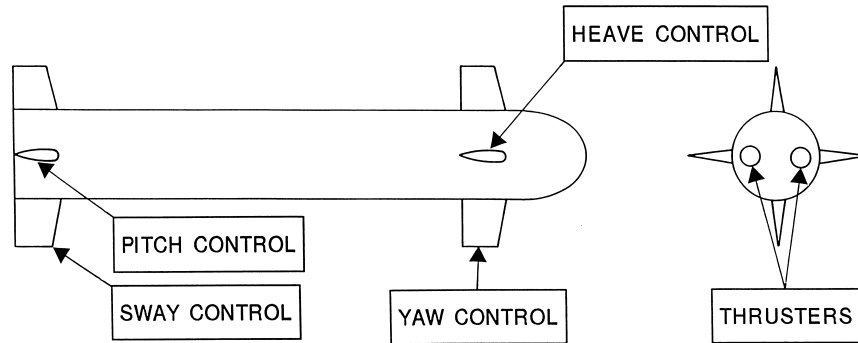 HEAVE CONTROL
PITCH CONTROL
SWAY CONTROL
YAW CONTROL
THRUSTERS